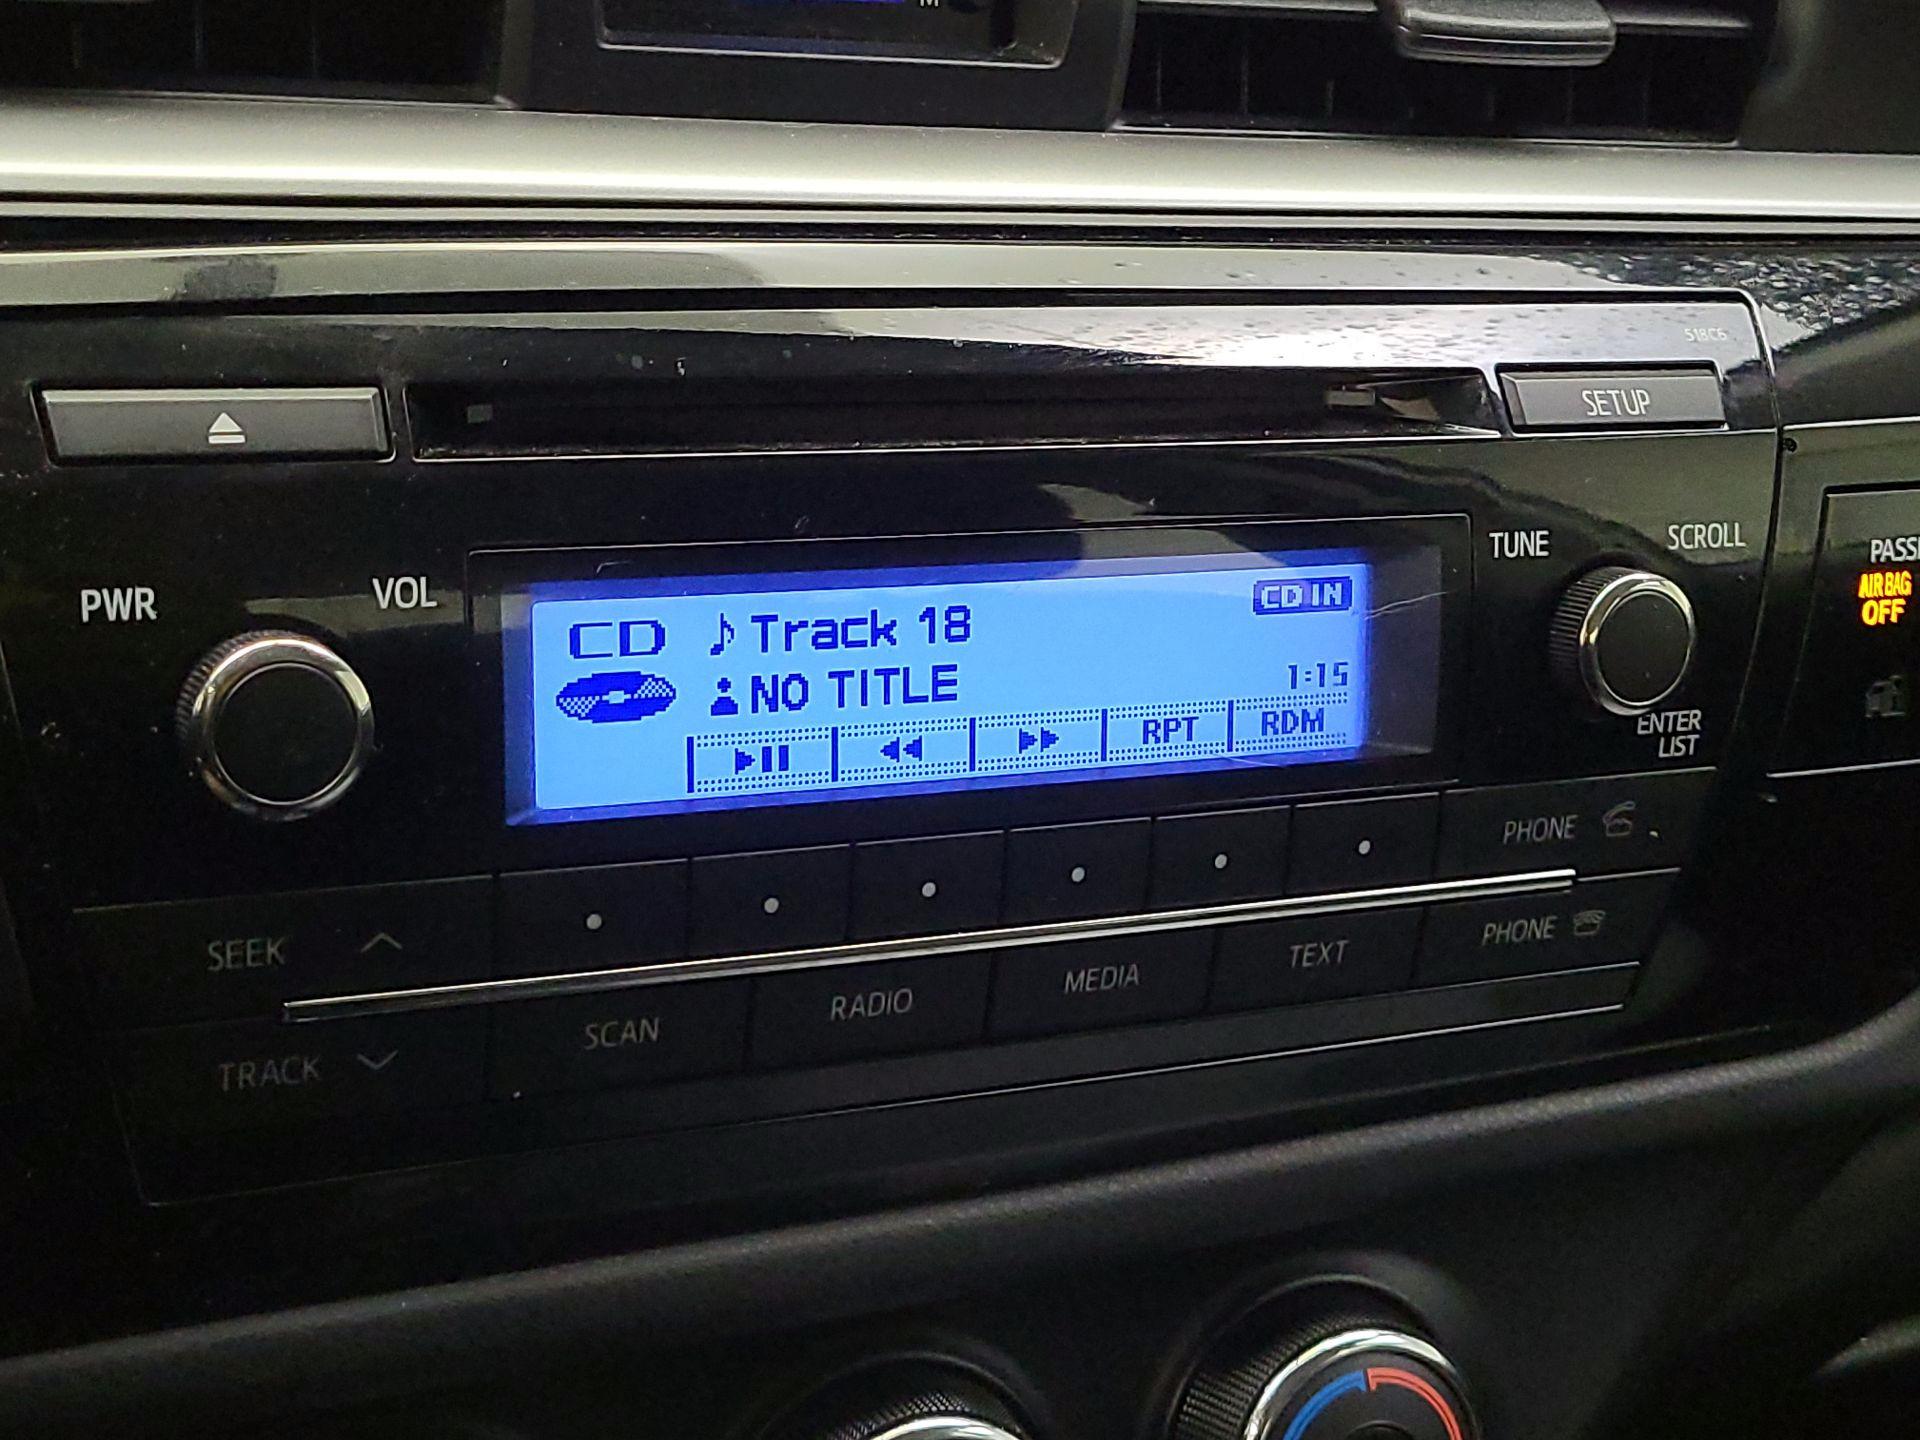 M
518C6
SETUP
PWR
VOL
TUNE
SCROLL
CD
Track 18
CD IN
NO TITLE
1:15
RPT
RDM
ENTER
LIST
AIR BAG
OFF
PHONE
SEEK
PHONE
TRACK
SCAN
RADIO
MEDIA
TEXT